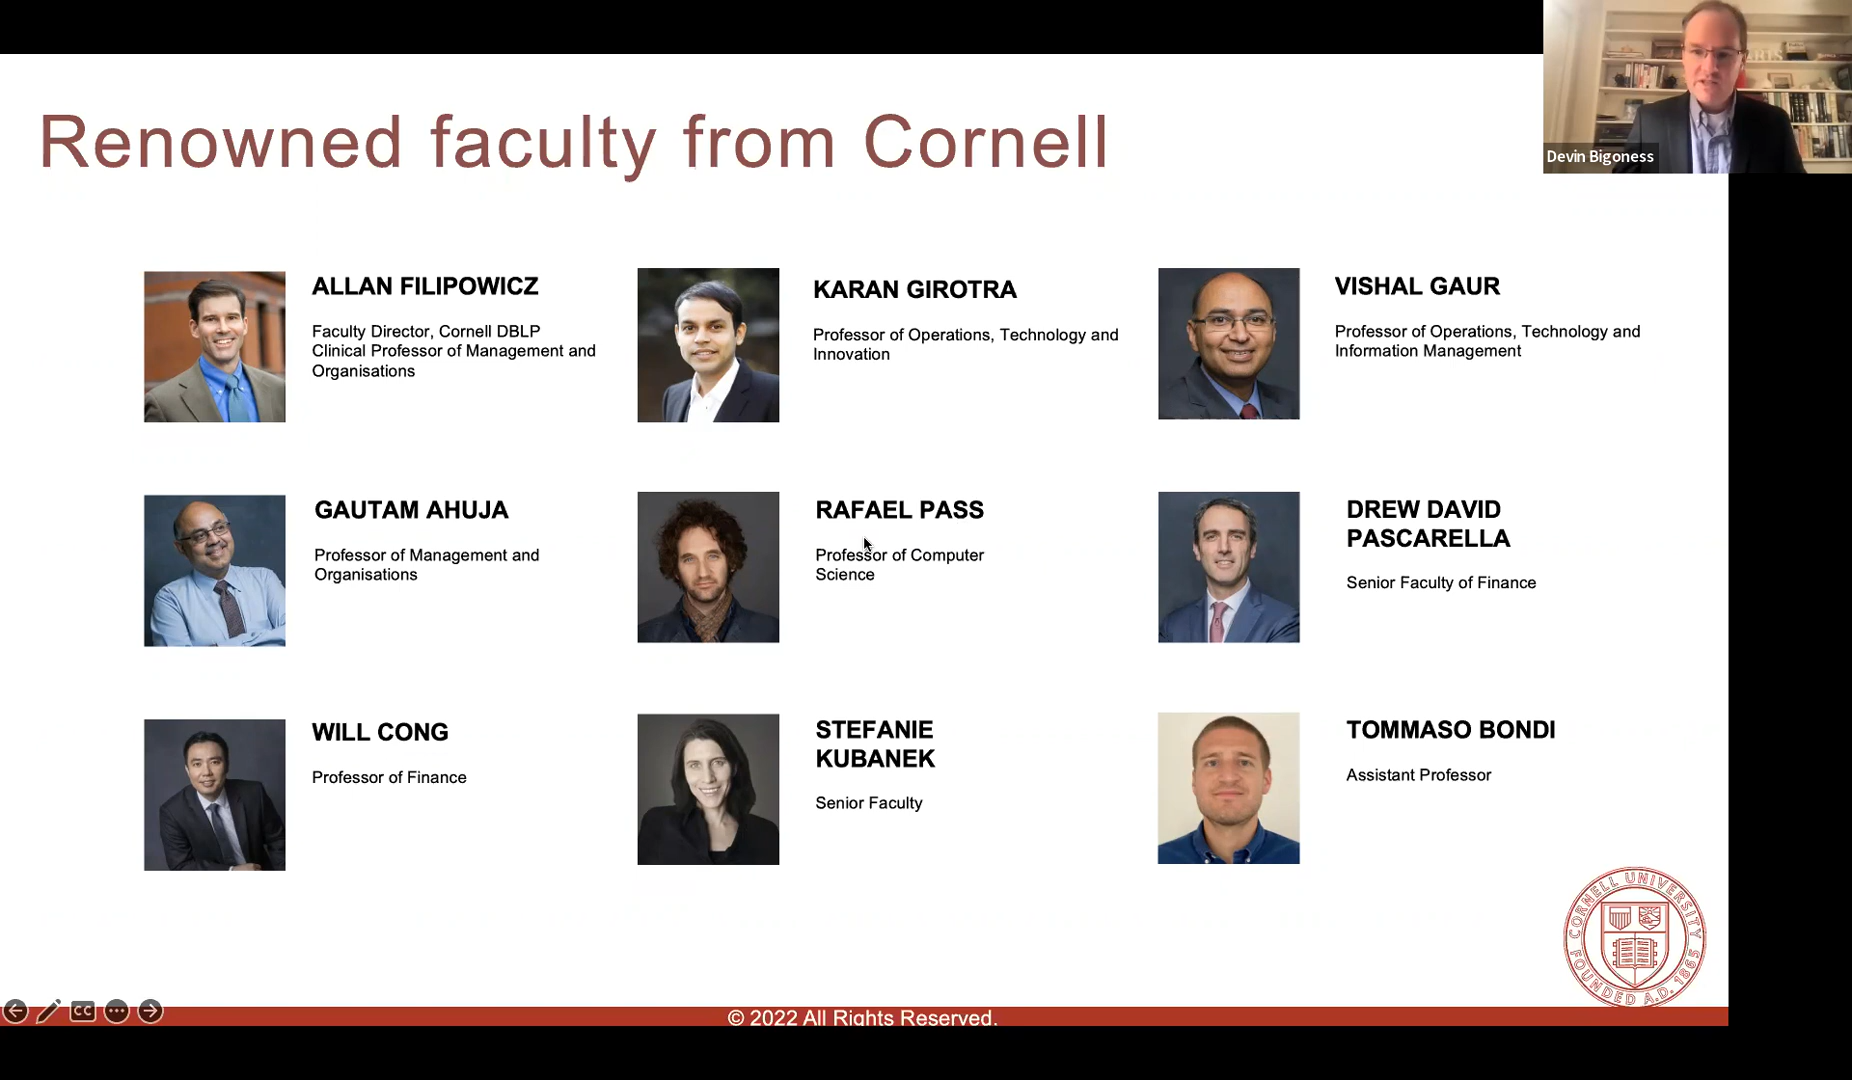 Renowned faculty from Cornell
Devin Bigoness
ALLAN FILIPOWICZ
Faculty Director, Cornell DBLP
Clinical Professor of Management and
Organisations
KARAN GIROTRA
Professor of Operations, Technology and
Innovation
VISHAL GAUR
Professor of Operations, Technology and
Information Management
GAUTAM AHUJA
Professor of Management and
Organisations
RAFAEL PASS
Professor of Computer
Science
DREW DAVID
PASCARELLA
Senior Faculty of Finance
WILL CONG
Professor of Finance
STEFANIE
KUBANEK
Senior Faculty
TOMMASO BONDI
Assistant Professor
CORNELL UNIVERSITY
FOUNDED A.D. 1865
CC
© 2022 All Rights Reserved.